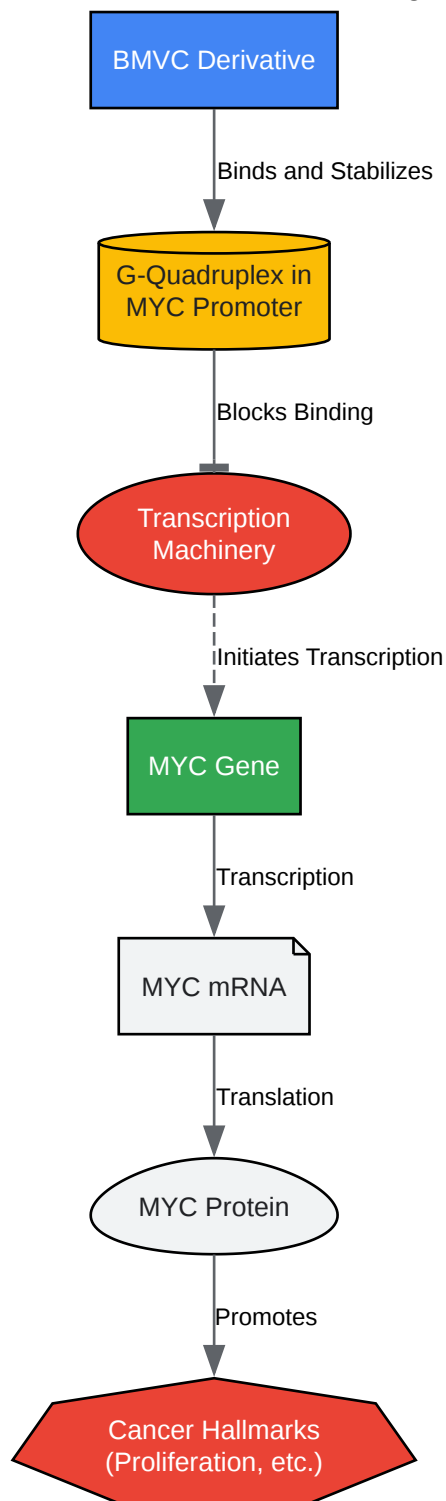 BMVC Derivative
Binds and Stabilizes
G-Quadruplex in
MYC Promoter
Blocks Binding
Transcription
Machinery
Initiates Transcription
MYC Gene
Transcription
MYC mRNA
Translation
MYC Protein
Promotes
Cancer Hallmarks
(Proliferation, etc.)